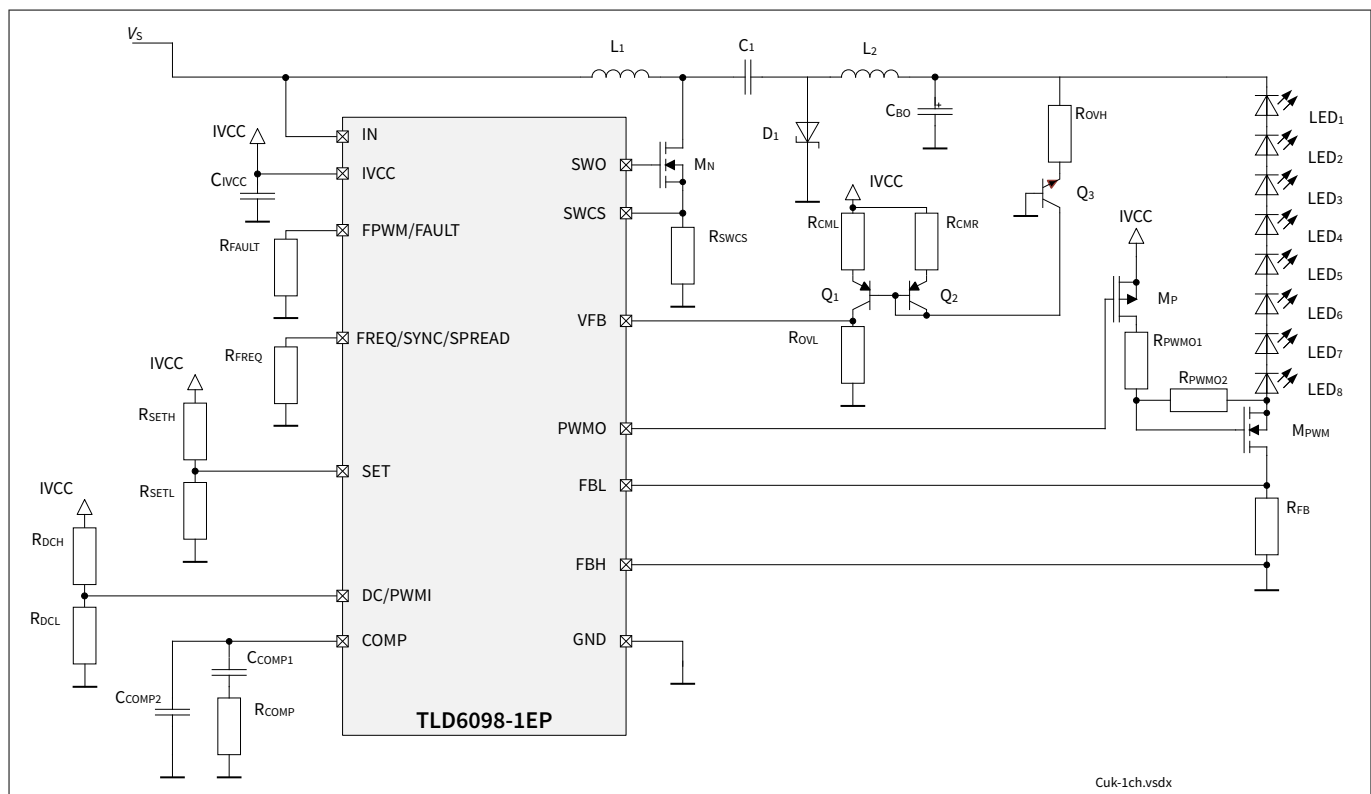 VS
L1
C1
L2
CBO
+
ROVH
D1
LED1
LED2
LED3
LED4
LED5
LED6
LED7
LED8
IVCC
CIVCC
IN
IVCC
FPWM/FAULT
RFAULT
FREQ/SYNC/SPREAD
RFREQ
IVCC
RSETH
RSETL
SET
IVCC
RDCH
RDCL
DC/PWMI
COMP
CCOMP1
CCOMP2
RCOMP
SWO
MN
SWCS
RSWCS
IVCC
RCML
RCMR
Q1
Q2
Q3
VFB
ROVL
IVCC
MP
RPWMO1
RPWMO2
MPWM
PWMO
FBL
RFB
FBH
GND
TLD6098-1EP
Cuk-1ch.vsdx